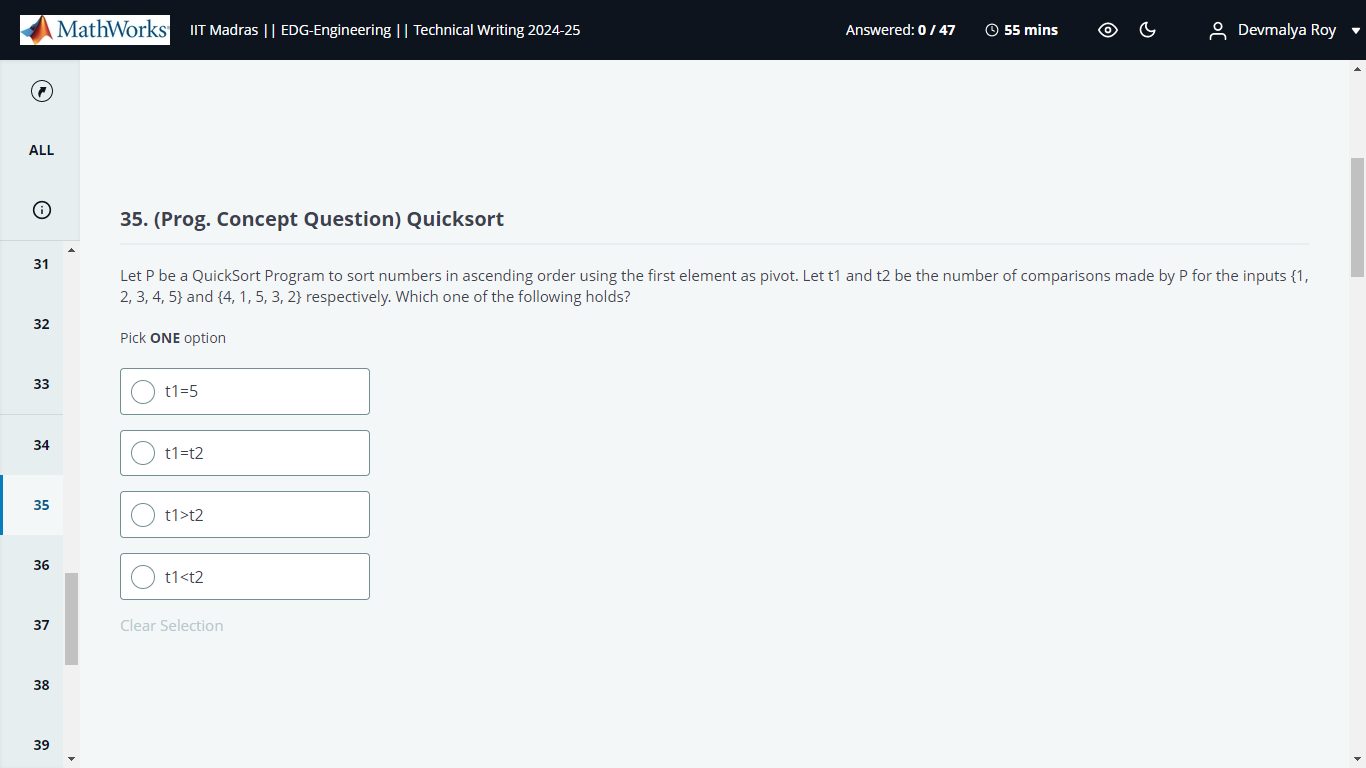 MathWorks
IIT Madras || EDG-Engineering || Technical Writing 2024-25
Answered: 0 / 47
55 mins
Devmalya Roy
ALL
31
32
33
34
35
36
37
38
39
35. (Prog. Concept Question) Quicksort
Let P be a QuickSort Program to sort numbers in ascending order using the first element as pivot. Let t1 and t2 be the number of comparisons made by P for the inputs {1,
2, 3, 4, 5} and {4, 1, 5, 3, 2} respectively. Which one of the following holds?
Pick ONE option
t1=5
t1=t2
t1>t2
t1<t2
Clear Selection